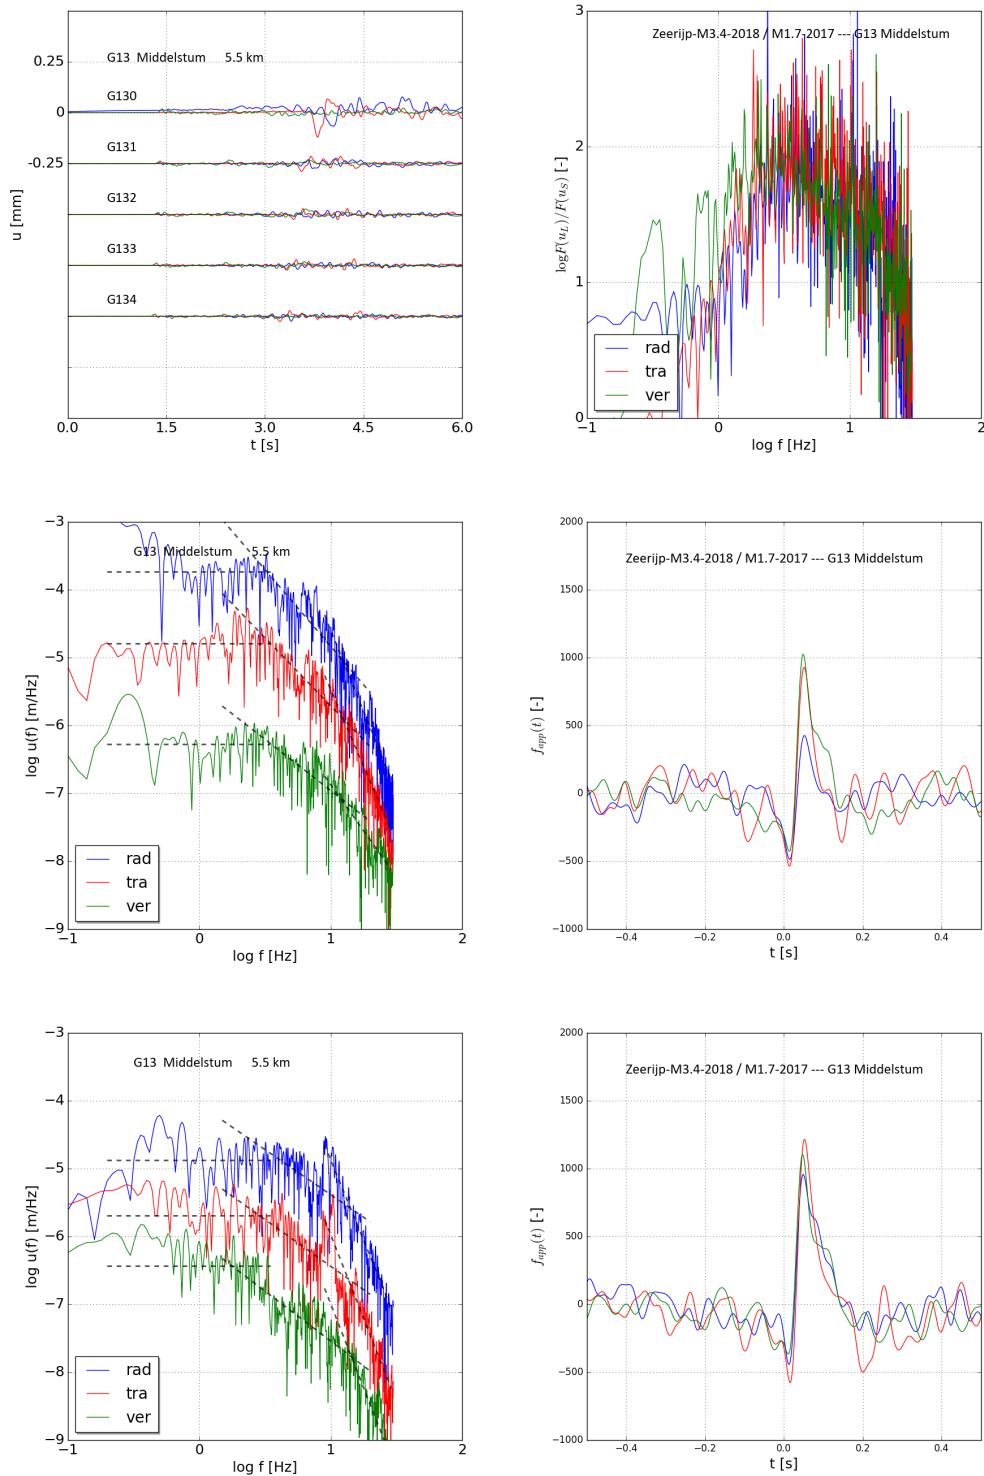 G13 Middelstum 5.5 km
0.25
G130
0
G131
-0.25
G132
G133
G134
u [mm]
0.0 1.5 3.0 4.5 6.0
t [s]
Zeerijp-M3.4-2018 / M1.7-2017 --- G13 Middelstum
3
2
1
0
log F(u_L)/F(u_S) [-]
rad
tra
ver
−1 0 1 2
log f [Hz]
G13 Middelstum 5.5 km
−3
−4
−5
−6
−7
−8
−9
log u(f) [m/Hz]
rad
tra
ver
−1 0 1 2
log f [Hz]
Zeerijp-M3.4-2018 / M1.7-2017 --- G13 Middelstum
2000
1500
1000
500
0
−500
−1000
f_app(t) [-]
−0.4 −0.2 0.0 0.2 0.4
t [s]
G13 Middelstum 5.5 km
−3
−4
−5
−6
−7
−8
−9
log u(f) [m/Hz]
rad
tra
ver
−1 0 1 2
log f [Hz]
Zeerijp-M3.4-2018 / M1.7-2017 --- G13 Middelstum
2000
1500
1000
500
0
−500
−1000
f_app(t) [-]
−0.4 −0.2 0.0 0.2 0.4
t [s]